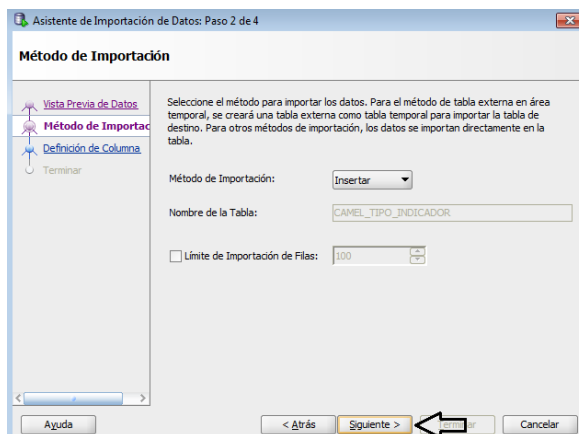 Asistente de Importación de Datos: Paso 2 de 4
Método de Importación
Vista Previa de Datos
Método de Importac
Definición de Columna
Terminar
Seleccione el método para importar los datos. Para el método de tabla externa en área
temporal, se creará una tabla externa como tabla temporal para importar la tabla de
destino. Para otros métodos de importación, los datos se importan directamente en la
tabla.
Método de Importación: Insertar
Nombre de la Tabla: CAMEL_TIPO_INDICADOR
Límite de Importación de Filas: 100
Ayuda < Atrás Siguiente > Cancelar